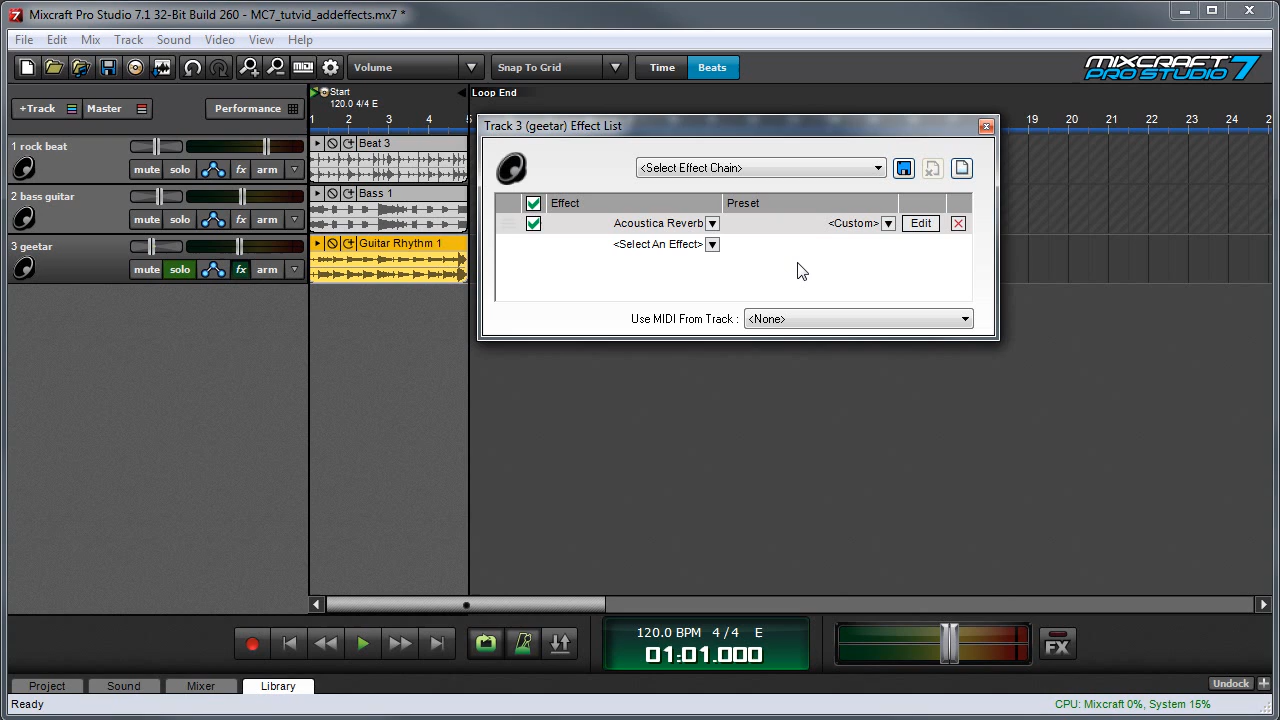 Mixcraft Pro Studio 7.1 32-Bit Build 260 - MC7_tutvid_addeffects.mx7 *
File Edit Mix Track Sound Video View Help
Volume Snap To Grid Time Beats MIXCRAFT PRO STUDIO 7
+Track Master Performance
Start
120.0 4/4 E
Loop End
1 2 3 4 5 19 20 21 22 23 24 2
Track 3 (geetar) Effect List
<Select Effect Chain>
Effect Preset
Acoustica Reverb <Custom> Edit
<Select An Effect>
Use MIDI From Track : <None>
1 rock beat
mute solo fx arm
Beat 3
2 bass guitar
mute solo fx arm
Bass 1
3 geetar
mute solo fx arm
Guitar Rhythm 1
120.0 BPM 4 / 4 E
01:01.000
FX
Project Sound Mixer Library
Undock
Ready
CPU: Mixcraft 0%, System 15%